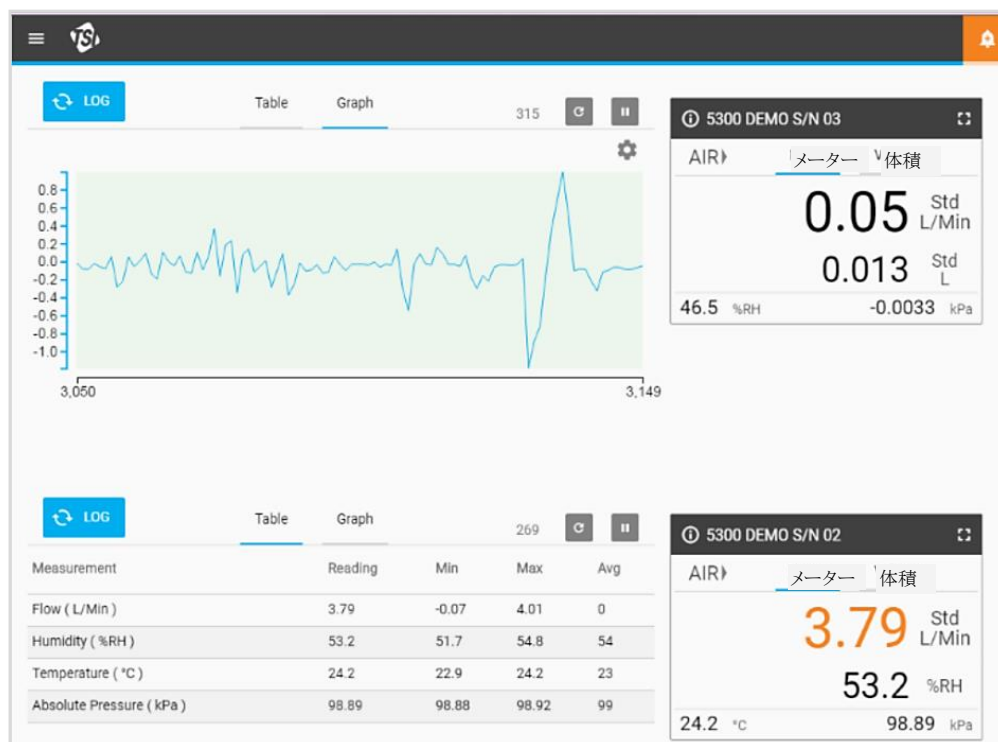 TSI
LOG Table Graph 315
0.8
0.6
0.4
0.2
0.0
-0.2
-0.4
-0.6
-0.8
-1.0
3,050 3,149
5300 DEMO S/N 03
AIR メーター 体積
0.05 Std L/Min
0.013 Std L
46.5 %RH -0.0033 kPa
LOG Table Graph 269
Measurement Reading Min Max Avg
Flow ( L/Min ) 3.79 -0.07 4.01 0
Humidity ( %RH ) 53.2 51.7 54.8 54
Temperature ( °C ) 24.2 22.9 24.2 23
Absolute Pressure ( kPa ) 98.89 98.88 98.92 99
5300 DEMO S/N 02
AIR メーター 体積
3.79 Std L/Min
53.2 %RH
24.2 °C 98.89 kPa